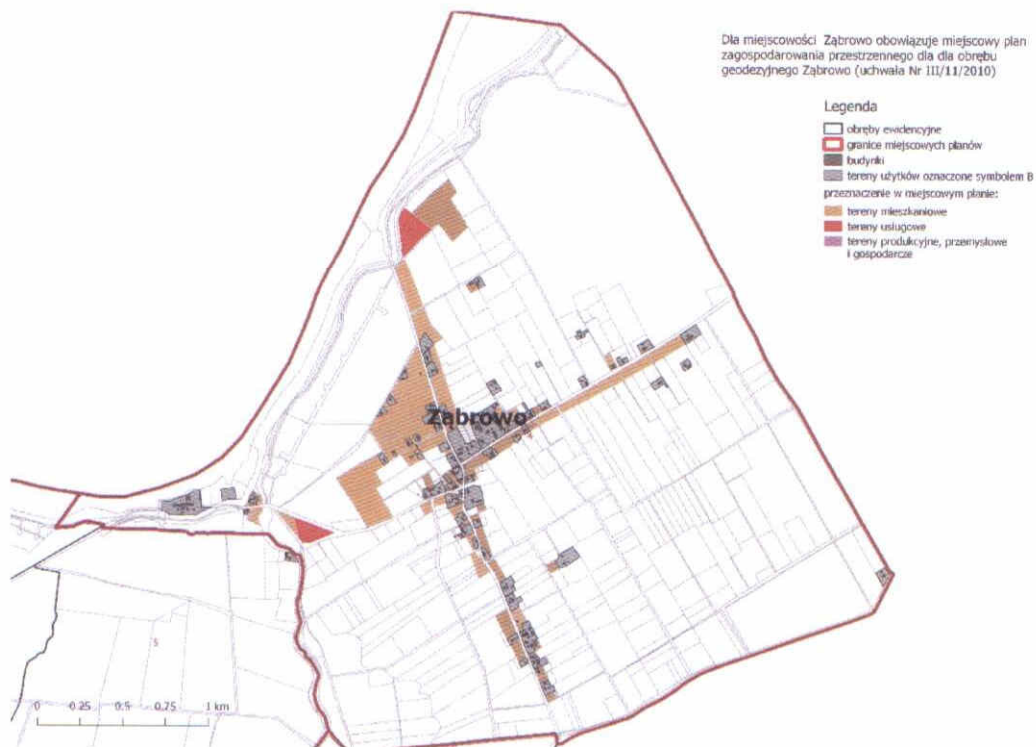 Dla miejscowości Ząbrowo obowiązuje miejscowy plan
zagospodarowania przestrzennego dla dla obrębu
geodezyjnego Ząbrowo (uchwała Nr III/11/2010)
Legenda
obręby ewidencyjne
granice miejscowych planów
budynki
tereny użytków oznaczone symbolem B
przeznaczenie w miejscowym planie:
tereny mieszkaniowe
tereny usługowe
tereny produkcyjne, przemysłowe
i gospodarcze
Ząbrowo
S
0 0.25 0.5 0.75 1 km